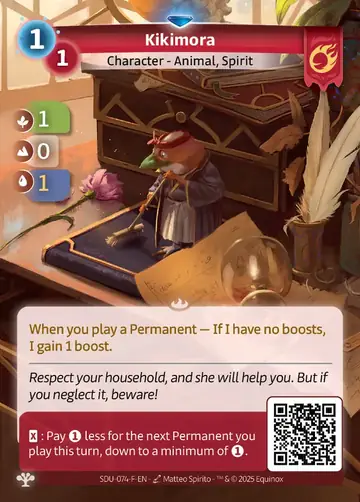 1
Kikimora
1
Character - Animal, Spirit
1
0
1
When you play a Permanent — If I have no boosts,
I gain 1 boost.
Respect your household, and she will help you. But if
you neglect it, beware!
X : Pay 1 less for the next Permanent you
play this turn, down to a minimum of 1.
SDU-074-F-EN - Matteo Spirito - ™ & © 2025 Equinox